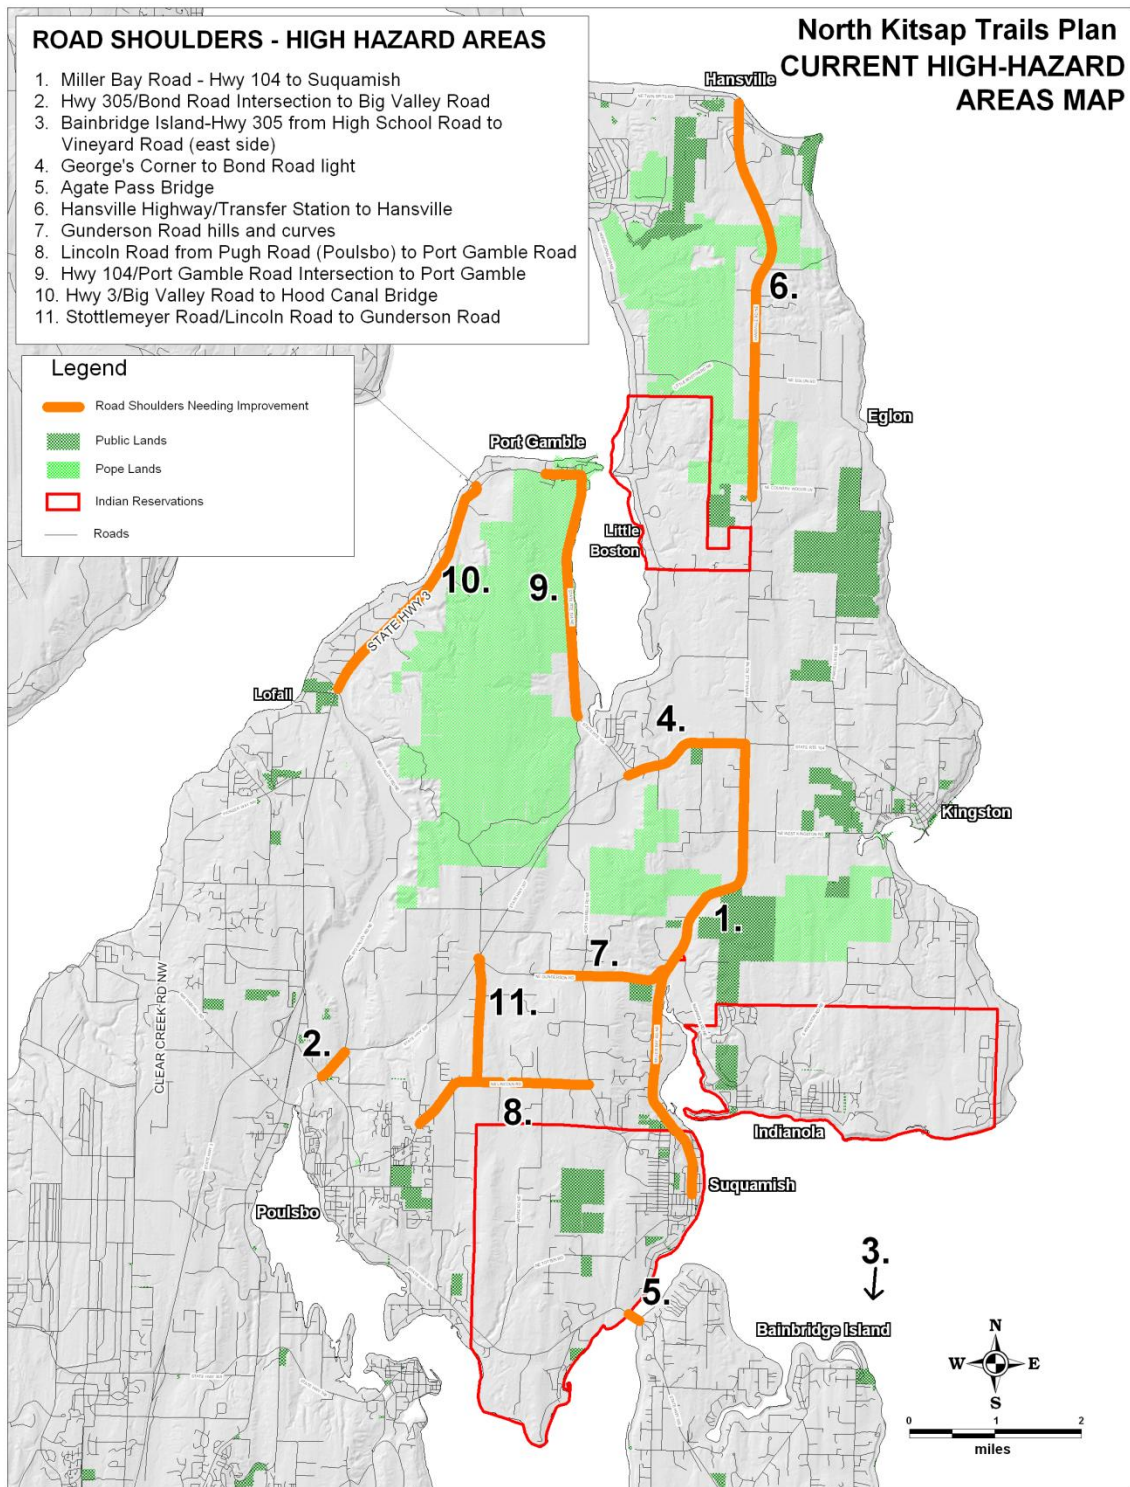 North Kitsap Trails Plan
CURRENT HIGH-HAZARD
AREAS MAP
ROAD SHOULDERS - HIGH HAZARD AREAS
1. Miller Bay Road - Hwy 104 to Suquamish
2. Hwy 305/Bond Road Intersection to Big Valley Road
3. Bainbridge Island-Hwy 305 from High School Road to
Vineyard Road (east side)
4. George's Corner to Bond Road light
5. Agate Pass Bridge
6. Hansville Highway/Transfer Station to Hansville
7. Gunderson Road hills and curves
8. Lincoln Road from Pugh Road (Poulsbo) to Port Gamble Road
9. Hwy 104/Port Gamble Road Intersection to Port Gamble
10. Hwy 3/Big Valley Road to Hood Canal Bridge
11. Stottlemeyer Road/Lincoln Road to Gunderson Road
Legend
Road Shoulders Needing Improvement
Public Lands
Pope Lands
Indian Reservations
Roads
Hansville
6.
Eglon
Port Gamble
Little
Boston
10.
9.
STATE HWY 3
Lofall
4.
Kingston
1.
7.
11.
2.
CLEAR CREEK RD NW
8.
Indianola
Suquamish
Poulsbo
3.
5.
Bainbridge Island
N
W
E
S
0
1
2
miles